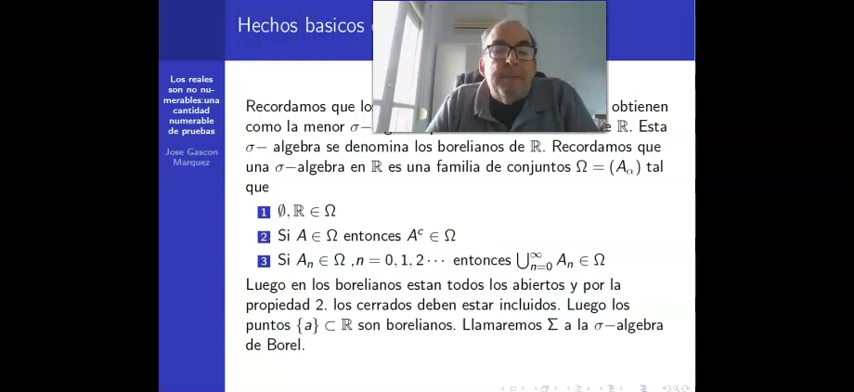 Hechos basicos
Los reales
son no nu-
merables:una
cantidad
numerable
de pruebas
Jose Gascon
Marquez
Recordamos que lo obtienen
como la menor σ− e ℝ. Esta
σ− algebra se denomina los borelianos de ℝ. Recordamos que
una σ−algebra en ℝ es una familia de conjuntos Ω = (Aα) tal
que
1 ∅, ℝ ∈ Ω
2 Si A ∈ Ω entonces Aᶜ ∈ Ω
3 Si Aₙ ∈ Ω ,n = 0, 1, 2 · · · entonces ⋃∞n=0 Aₙ ∈ Ω
Luego en los borelianos estan todos los abiertos y por la
propiedad 2. los cerrados deben estar incluidos. Luego los
puntos {a} ⊂ ℝ son borelianos. Llamaremos Σ a la σ−algebra
de Borel.